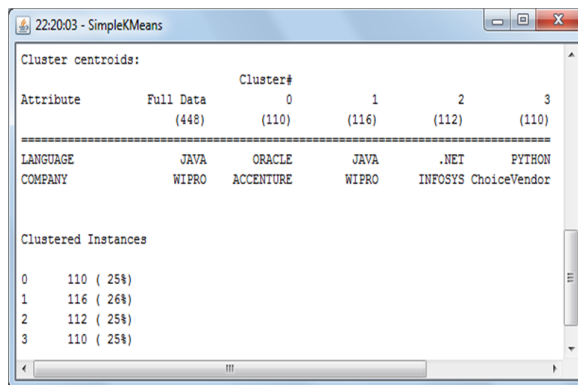 22:20:03 - SimpleKMeans
Cluster centroids:
Cluster#
Attribute Full Data 0 1 2 3
(448) (110) (116) (112) (110)
====================================================================
LANGUAGE JAVA ORACLE JAVA .NET PYTHON
COMPANY WIPRO ACCENTURE WIPRO INFOSYS ChoiceVendor
Clustered Instances
0 110 ( 25%)
1 116 ( 26%)
2 112 ( 25%)
3 110 ( 25%)